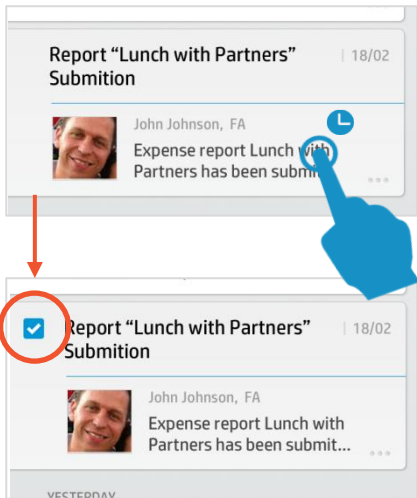 Report “Lunch with Partners” | 18/02
Submition
John Johnson, FA
Expense report Lunch with
Partners has been submi
Report “Lunch with Partners” | 18/02
Submition
John Johnson, FA
Expense report Lunch with
Partners has been submit...
YESTERDAY